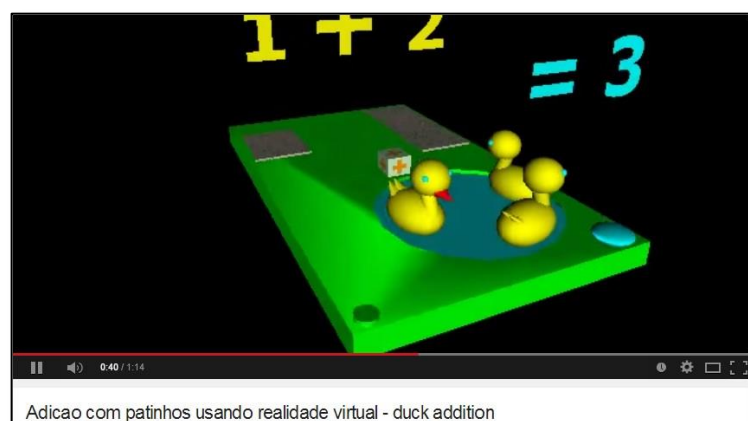 1 + 2
= 3
+
0:40 / 1:14
Adicao com patinhos usando realidade virtual - duck addition